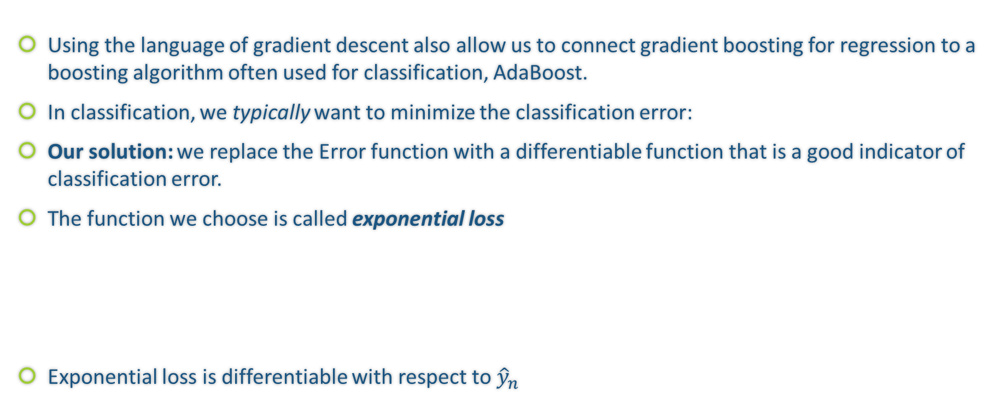 Using the language of gradient descent also allow us to connect gradient boosting for regression to a
boosting algorithm often used for classification, AdaBoost.
In classification, we typically want to minimize the classification error:
Our solution: we replace the Error function with a differentiable function that is a good indicator of
classification error.
The function we choose is called exponential loss
Exponential loss is differentiable with respect to ŷₙ